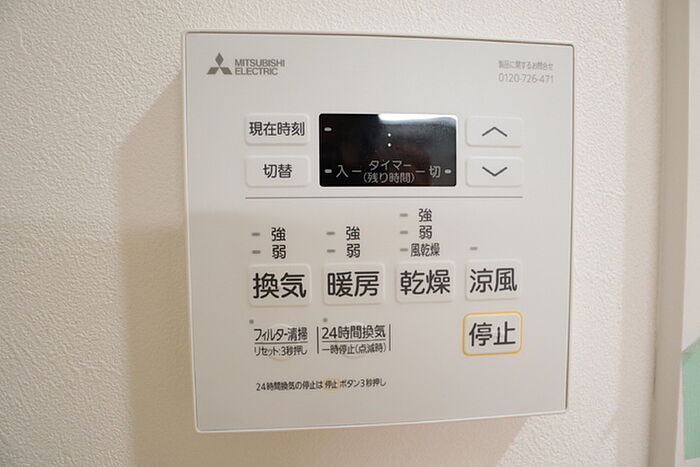 MITSUBISHI
ELECTRIC
製品に関するお問合せ
0120-726-471
現在時刻
:
切替
入 タイマー 切
(残り時間)
強
強
強
弱
弱
弱
風乾燥
換気
暖房
乾燥
涼風
フィルター清掃
リセット:3秒押し
24時間換気
一時停止(点滅時)
停止
24時間換気の停止は 停止 ボタン3秒押し